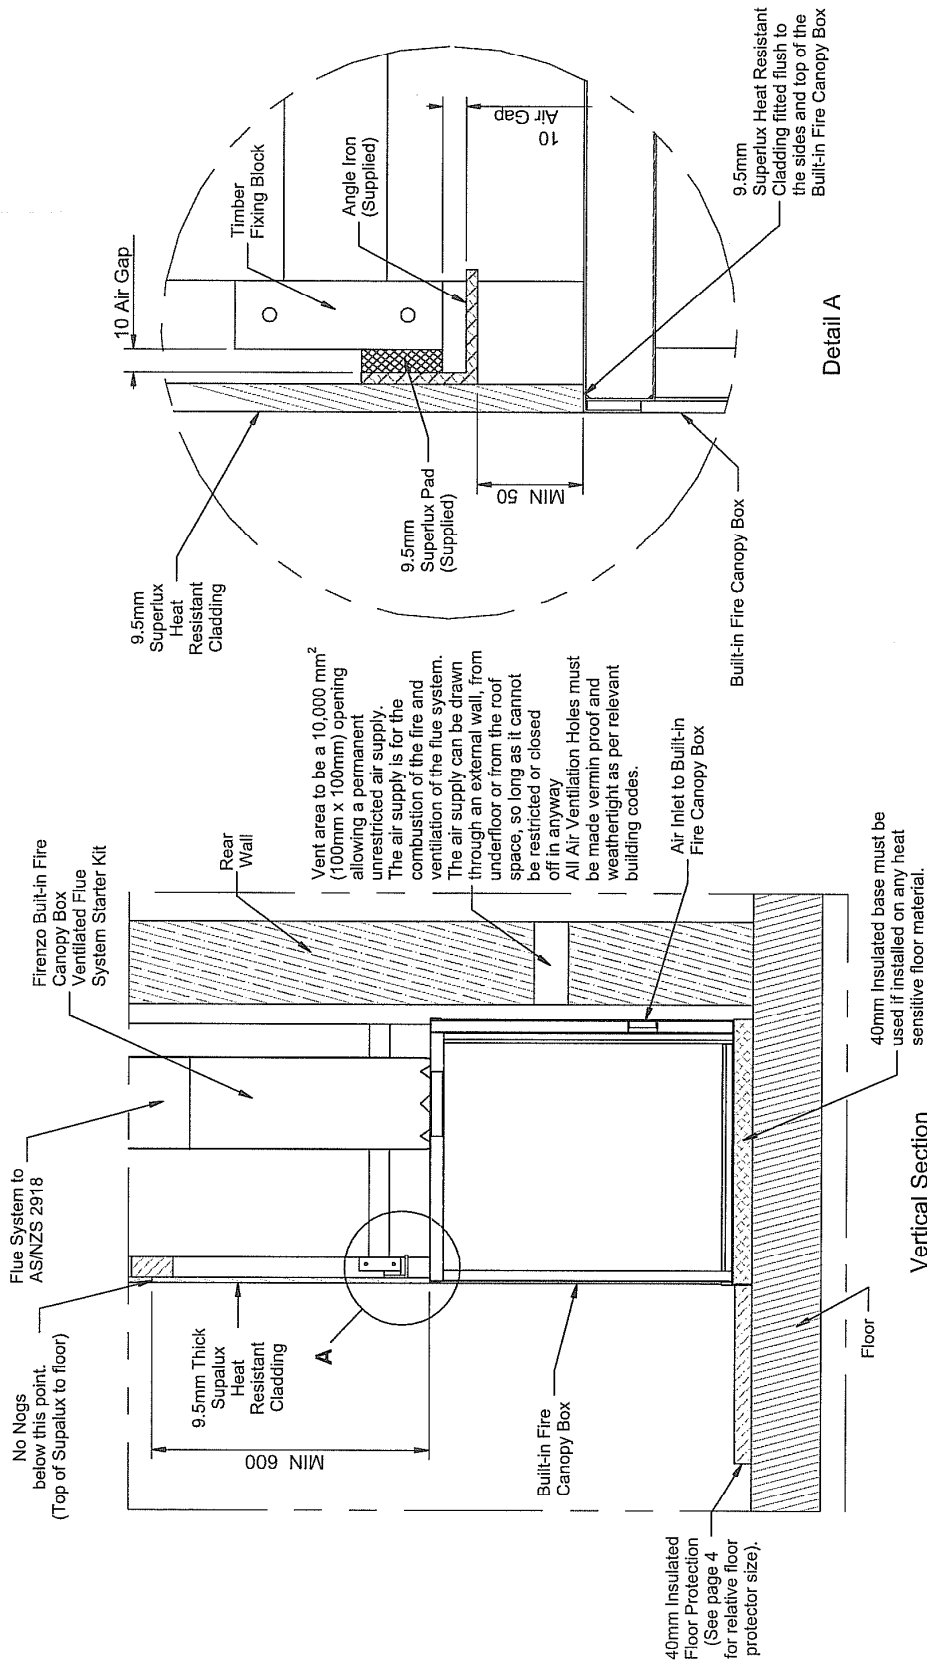 No Nogs
below this point.
(Top of Supalux to floor)
Flue System to
AS/NZS 2918
Firenzo Built-in Fire
Canopy Box
Ventilated Flue
System Starter Kit
Rear
Wall
9.5mm Thick
Supalux
Heat
Resistant
Cladding
MIN 600
A
Vent area to be a 10,000 mm²
(100mm x 100mm) opening
allowing a permanent
unrestricted air supply.
The air supply is for the
combustion of the fire and
ventilation of the flue system.
The air supply can be drawn
through an external wall, from
underfloor or from the roof
space, so long as it cannot
be restricted or closed
off in anyway
All Air Ventilation Holes must
be made vermin proof and
weathertight as per relevant
building codes.
Built-in Fire
Canopy Box
Air Inlet to Built-in
Fire Canopy Box
40mm Insulated
Floor Protection
(See page 4
for relative floor
protector size).
Floor
40mm Insulated base must be
used if installed on any heat
sensitive floor material.
Vertical Section
9.5mm
Superlux
Heat
Resistant
Cladding
10 Air Gap
Timber
Fixing Block
Angle Iron
(Supplied)
9.5mm
Superlux Pad
(Supplied)
10
Air Gap
MIN 50
Built-in Fire Canopy Box
9.5mm
Superlux Heat Resistant
Cladding fitted flush to
the sides and top of the
Built-in Fire Canopy Box
Detail A